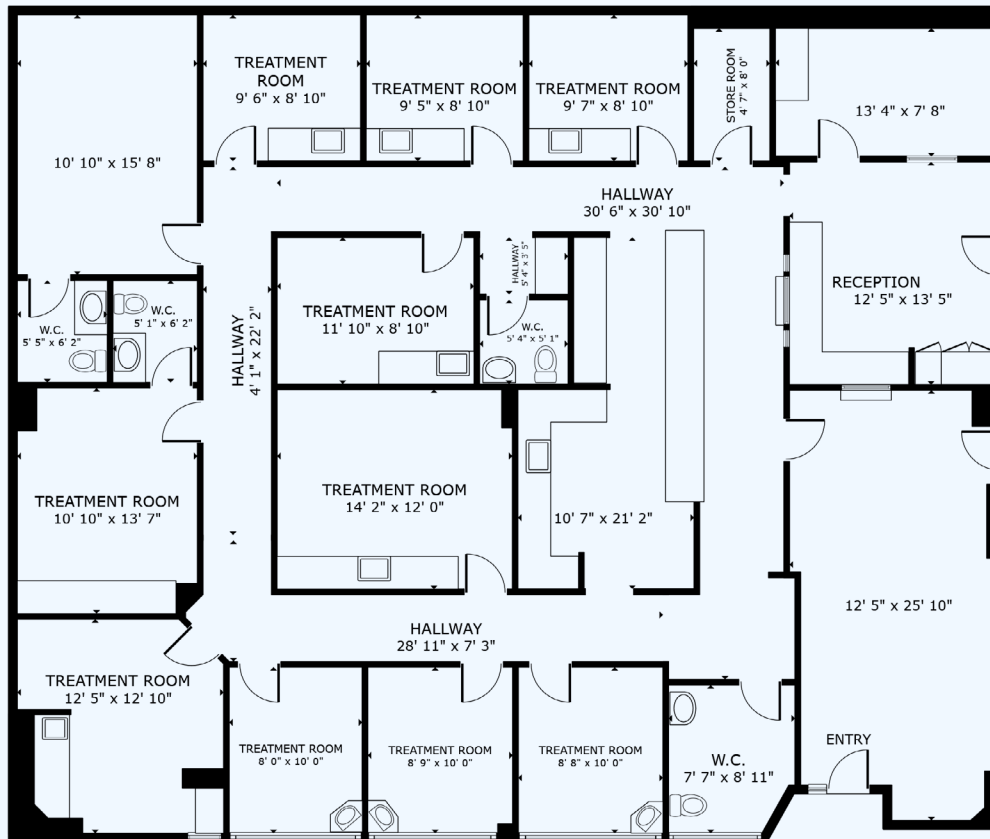 TREATMENT
ROOM
9' 6" x 8' 10"
TREATMENT ROOM
9' 5" x 8' 10"
TREATMENT ROOM
9' 7" x 8' 10"
STORE ROOM
4' 7" x 8' 0"
13' 4" x 7' 8"
10' 10" x 15' 8"
HALLWAY
30' 6" x 30' 10"
HALLWAY
5' 4" x 3' 5"
RECEPTION
12' 5" x 13' 5"
W.C.
5' 5" x 6' 2"
W.C.
5' 1" x 6' 2"
HALLWAY
4' 1" x 22' 2"
TREATMENT ROOM
11' 10" x 8' 10"
W.C.
5' 4" x 5' 1"
TREATMENT ROOM
10' 10" x 13' 7"
TREATMENT ROOM
14' 2" x 12' 0"
10' 7" x 21' 2"
12' 5" x 25' 10"
HALLWAY
28' 11" x 7' 3"
TREATMENT ROOM
12' 5" x 12' 10"
TREATMENT ROOM
8' 0" x 10' 0"
TREATMENT ROOM
8' 9" x 10' 0"
TREATMENT ROOM
8' 8" x 10' 0"
W.C.
7' 7" x 8' 11"
ENTRY